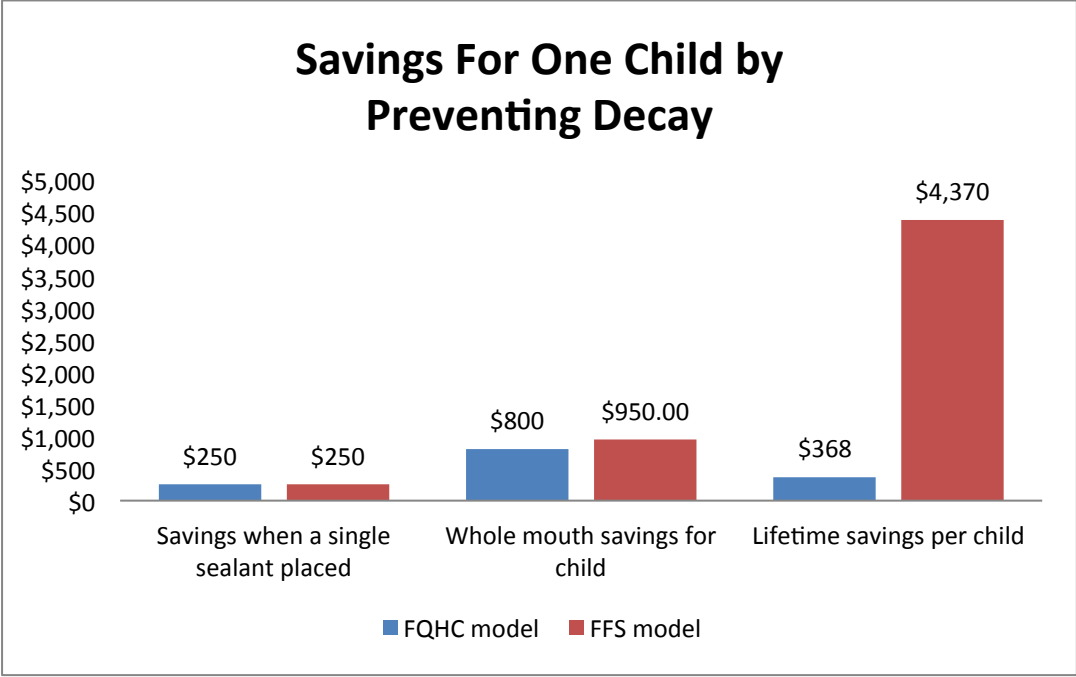 Savings For One Child by
Preventing Decay
$5,000
$4,500
$4,000
$3,500
$3,000
$2,500
$2,000
$1,500
$1,000
$500
$0
$250
$250
$800
$950.00
$368
$4,370
Savings when a single
sealant placed
Whole mouth savings for
child
Lifetime savings per child
FQHC model
FFS model